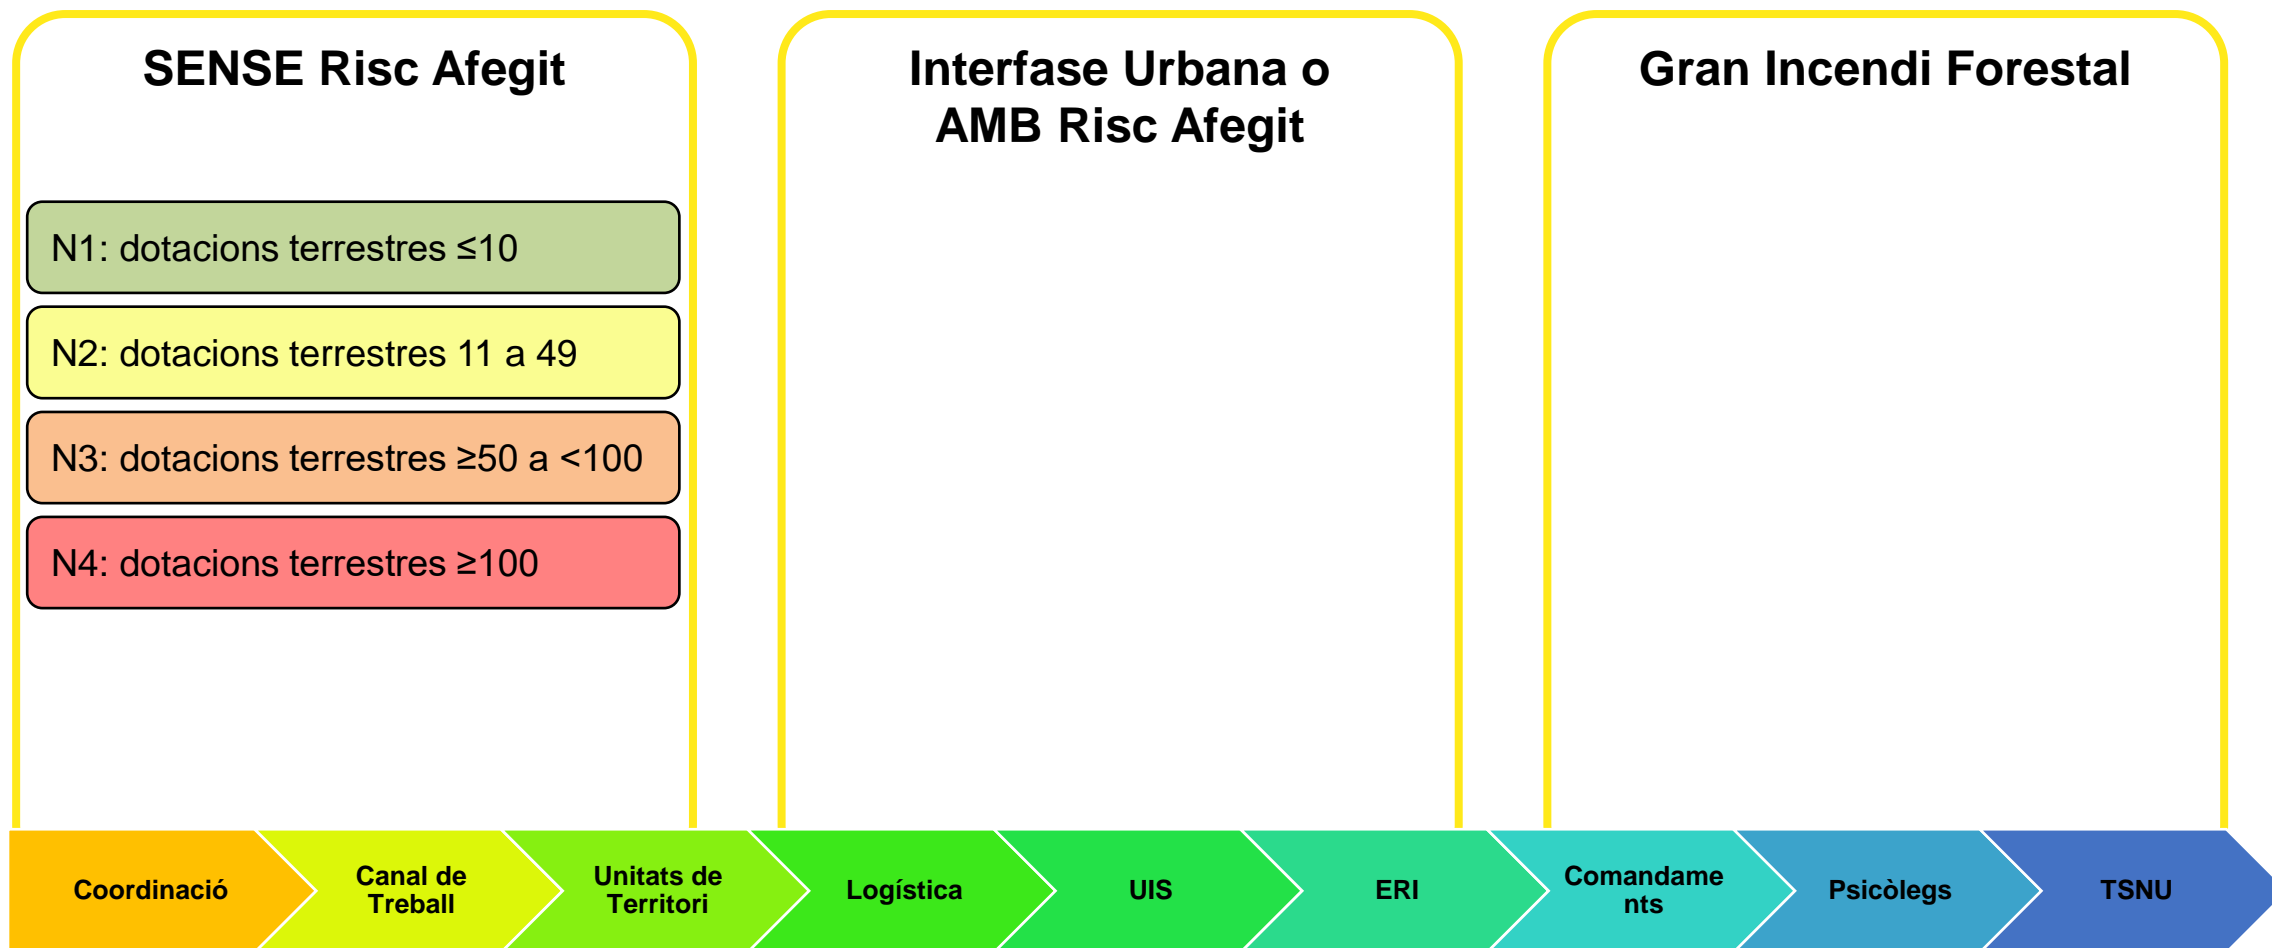 SENSE Risc Afegit
N1: dotacions terrestres ≤10
N2: dotacions terrestres 11 a 49
N3: dotacions terrestres ≥50 a <100
N4: dotacions terrestres ≥100
Interfase Urbana o
AMB Risc Afegit
Gran Incendi Forestal
Coordinació
Canal de
Treball
Unitats de
Territori
Logística
UIS
ERI
Comandame
nts
Psicòlegs
TSNU